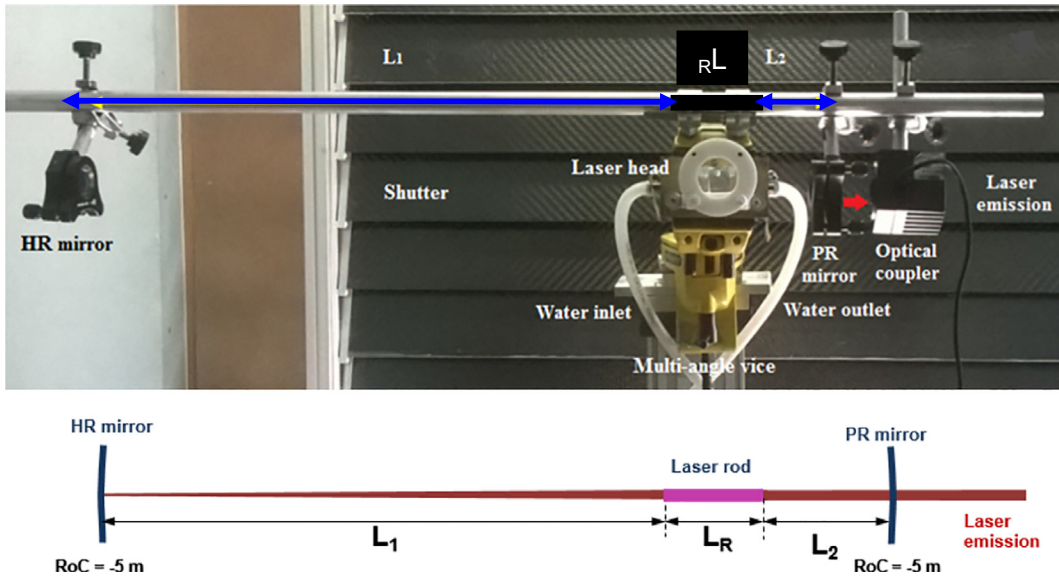 L1
RL
L2
Laser head
Shutter
Laser
emission
HR mirror
PR
mirror
Optical
coupler
Water inlet
Water outlet
Multi-angle vice
HR mirror
PR mirror
Laser rod
L1
LR
L2
Laser
emission
RoC = -5 m
RoC = -5 m